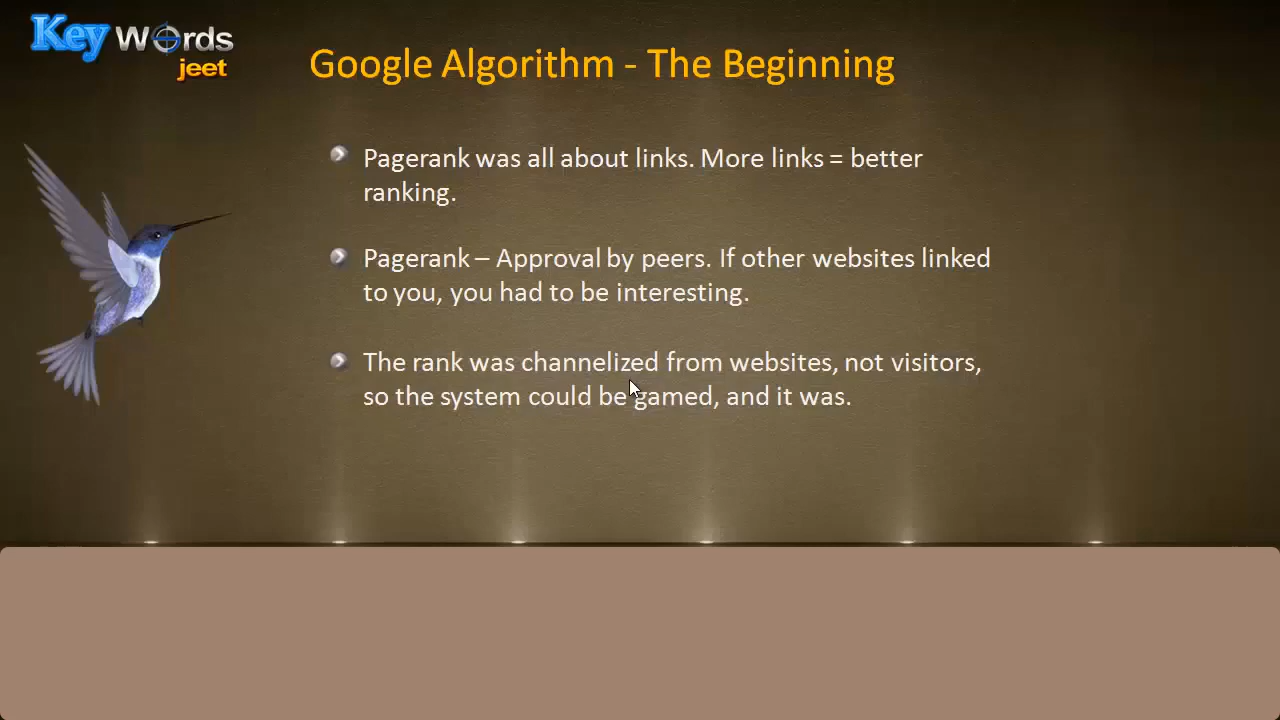 Key Words
jeet
Google Algorithm - The Beginning
Pagerank was all about links. More links = better
ranking.
Pagerank – Approval by peers. If other websites linked
to you, you had to be interesting.
The rank was channelized from websites, not visitors,
so the system could be gamed, and it was.